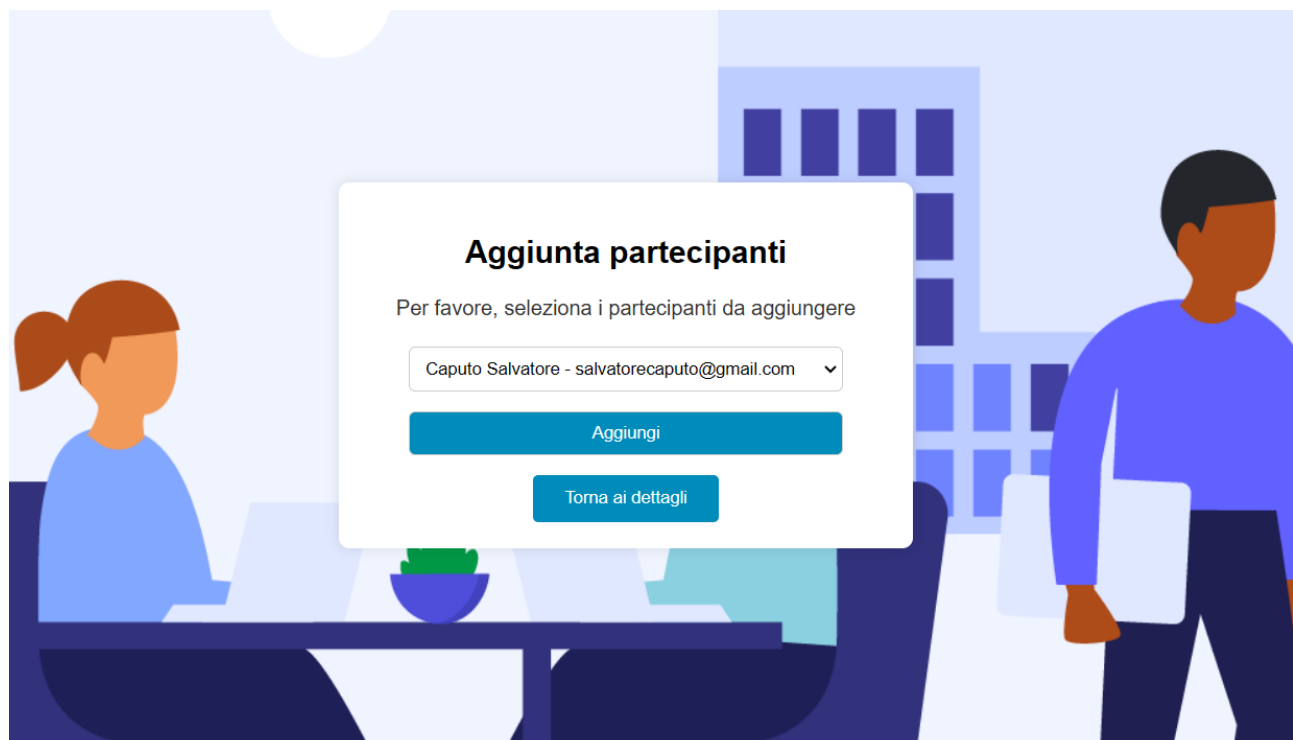 Aggiunta partecipanti
Per favore, seleziona i partecipanti da aggiungere
Caputo Salvatore - salvatorecaputo@gmail.com
Aggiungi
Torna ai dettagli